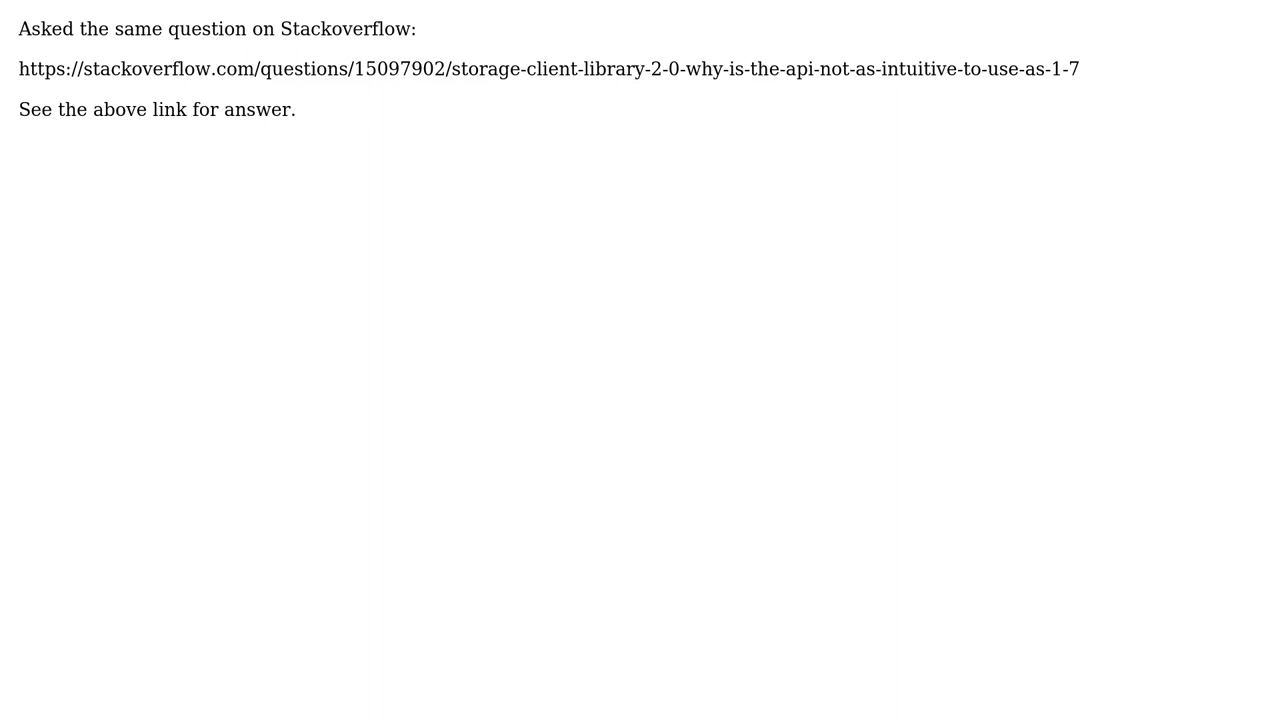 Asked the same question on Stackoverflow:
https://stackoverflow.com/questions/15097902/storage-client-library-2-0-why-is-the-api-not-as-intuitive-to-use-as-1-7
See the above link for answer.